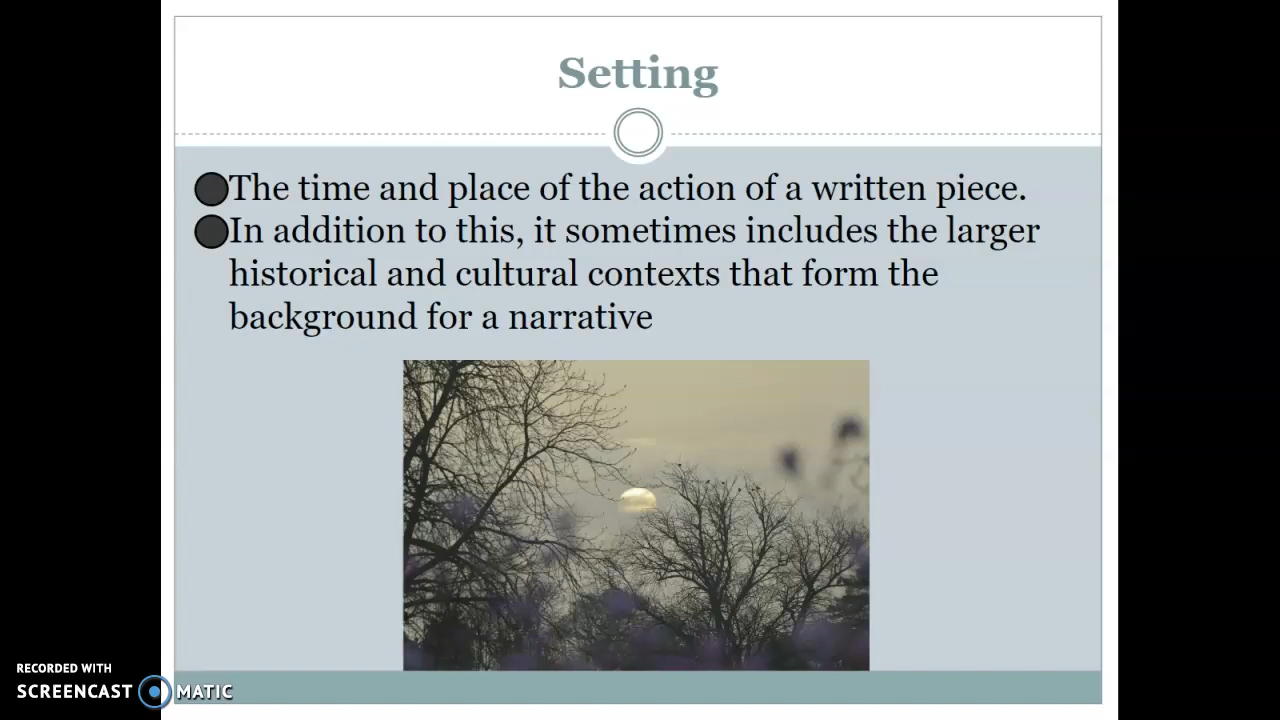 Setting
The time and place of the action of a written piece.
In addition to this, it sometimes includes the larger
historical and cultural contexts that form the
background for a narrative
RECORDED WITH
SCREENCAST MATIC